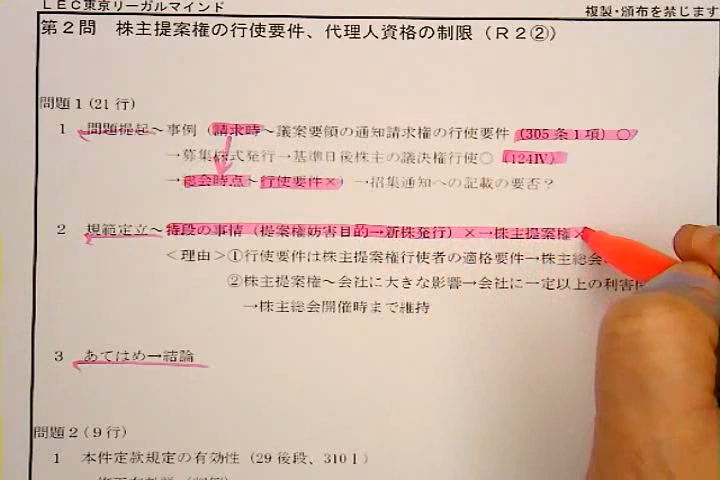 LEC東京リーガルマインド
複製・頒布を禁じます
第2問 株主提案権の行使要件、代理人資格の制限(R2②)
問題1(21行)
1 問題提起~事例(請求時~議案要領の通知請求権の行使要件(305条1項)○
→募集株式発行→基準日後株主の議決権行使○(124Ⅳ)
→総会時点~行使要件×)→招集通知への記載の要否?
2 規範定立~特段の事情(提案権妨害目的→新株発行)×→株主提案権×
<理由>①行使要件は株主提案権行使者の適格要件→株主総会
②株主提案権~会社に大きな影響→会社に一定以上の利害
→株主総会開催時まで維持
3 あてはめ→結論
問題2(9行)
1 本件定款規定の有効性(29後段、310Ⅰ)